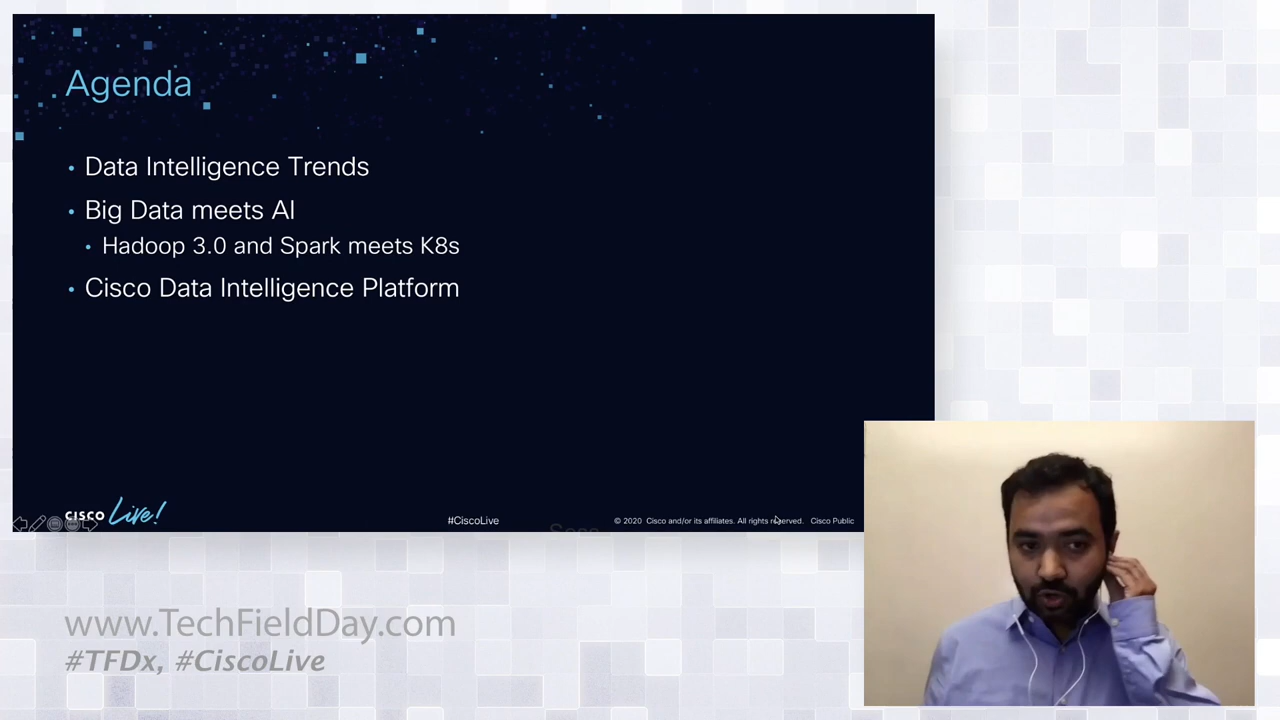 Agenda
• Data Intelligence Trends
• Big Data meets AI
• Hadoop 3.0 and Spark meets K8s
• Cisco Data Intelligence Platform
CISCO Live!
#CiscoLive
© 2020 Cisco and/or its affiliates. All rights reserved. Cisco Public
www.TechFieldDay.com
#TFDx, #CiscoLive